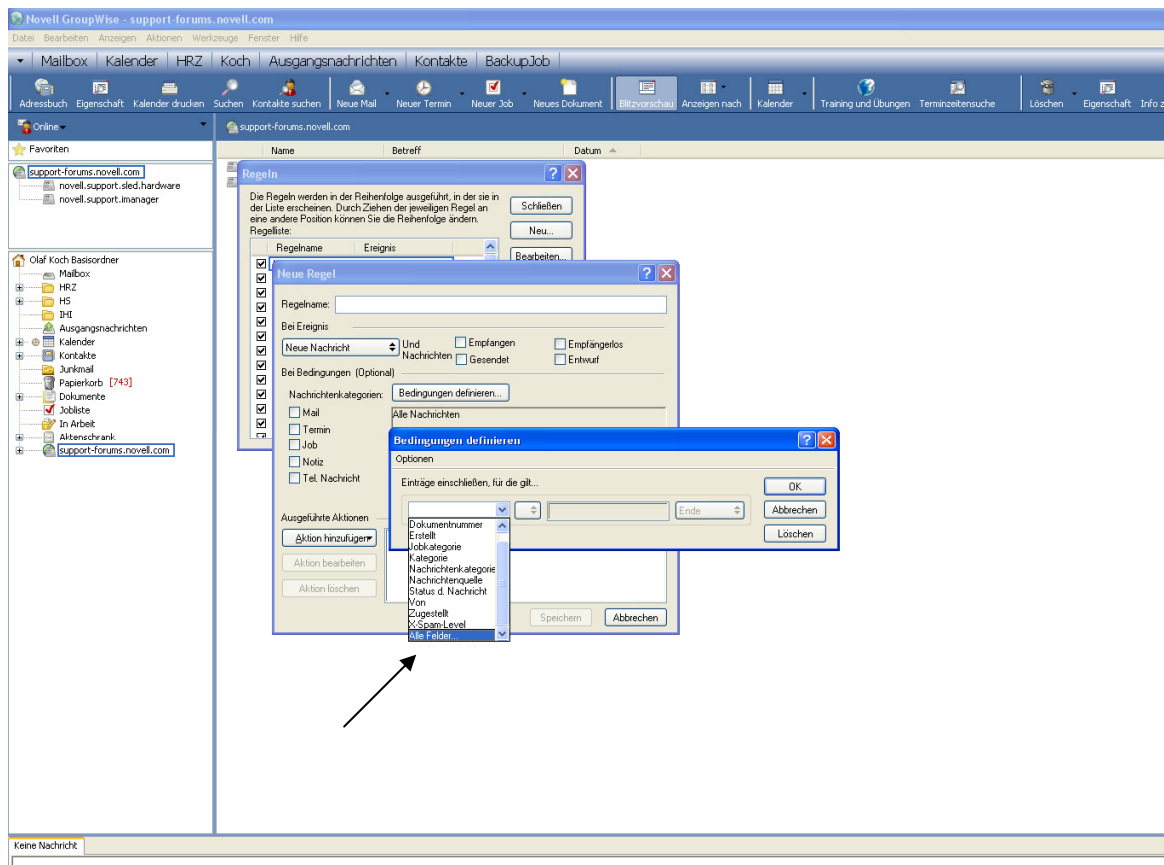 Novell GroupWise - support-forums.novell.com
Datei Bearbeiten Anzeigen Aktionen Werkzeuge Fenster Hilfe
Mailbox Kalender HRZ Koch Ausgangsnachrichten Kontakte BackupJob
Adressbuch Eigenschaft Kalender drucken Suchen Kontakte suchen Neue Mail Neuer Termin Neuer Job Neues Dokument Blitzvorschau Anzeigen nach Kalender Training und Übungen Terminzeitensuche Löschen Eigenschaft Info z
Online support-forums.novell.com
Favoriten
Name Betreff Datum
support-forums.novell.com
novell.support.sled.hardware
novell.support.imanager
Olaf Koch Basisordner
Mailbox
HRZ
HS
IHI
Ausgangsnachrichten
Kalender
Kontakte
Junkmail
Papierkorb [743]
Dokumente
Jobliste
In Arbeit
Aktenschrank
support-forums.novell.com
Regeln
Die Regeln werden in der Reihenfolge ausgeführt, in der sie in
der Liste erscheinen. Durch Ziehen der jeweiligen Regel an
eine andere Position können Sie die Reihenfolge ändern.
Regelliste:
Schließen
Neu...
Bearbeiten...
Regelname Ereignis
Neue Regel
Regelname:
Bei Ereignis
Neue Nachricht Und Nachrichten
Empfangen Empfängerlos
Gesendet Entwurf
Bei Bedingungen (Optional)
Nachrichtenkategorien: Bedingungen definieren...
Mail Alle Nachrichten
Termin
Job
Notiz
Tel. Nachricht
Ausgeführte Aktionen
Aktion hinzufügen
Aktion bearbeiten
Aktion löschen
Speichern Abbrechen
Bedingungen definieren
Optionen
Einträge einschließen, für die gilt...
Ende
OK
Abbrechen
Löschen
Dokumentnummer
Erstellt
Jobkategorie
Kategorie
Nachrichtenkategorie
Nachrichtenquelle
Status d. Nachricht
Von
Zugestellt
X-Spam-Level
Alle Felder...
Keine Nachricht